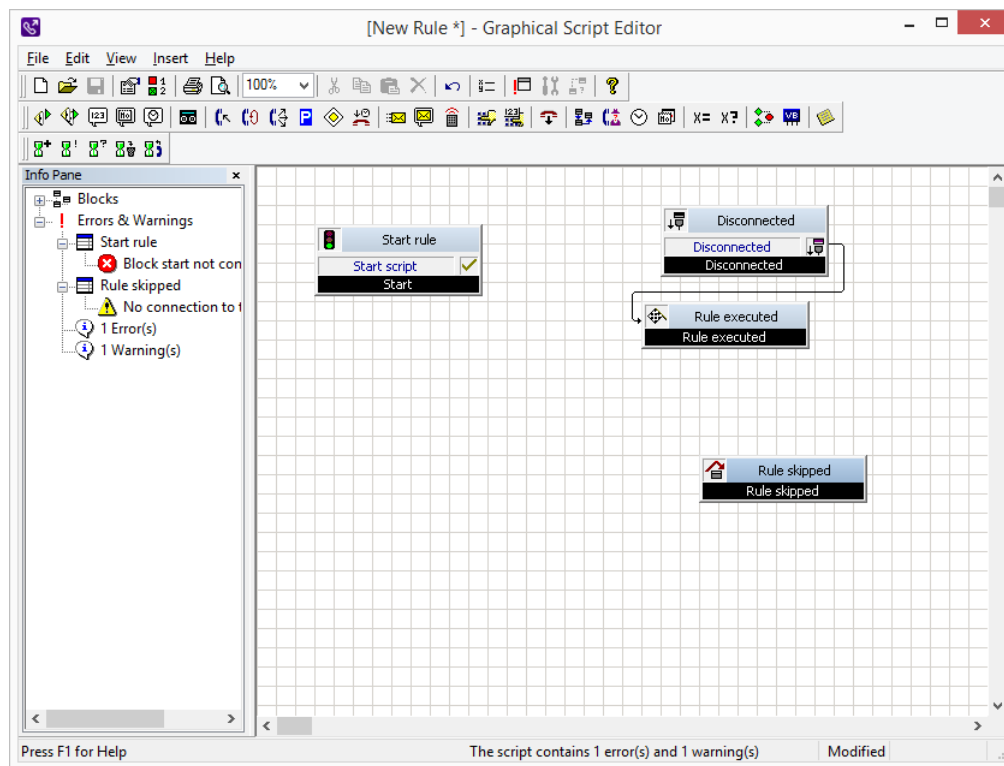 [New Rule *] - Graphical Script Editor
File Edit View Insert Help
100%
Info Pane
Blocks
Errors & Warnings
Start rule
Block start not con
Rule skipped
No connection to t
1 Error(s)
1 Warning(s)
Start rule
Start script
Start
Disconnected
Disconnected
Disconnected
Rule executed
Rule executed
Rule skipped
Rule skipped
Press F1 for Help
The script contains 1 error(s) and 1 warning(s)
Modified